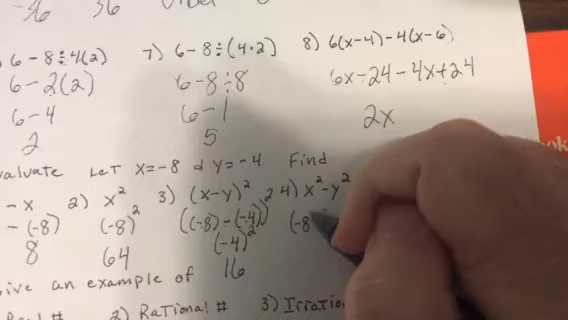 -36 36
6 - 8 ÷ 4(2) 7) 6 - 8 ÷ (4·2) 8) 6(x-4) - 4(x-6)
6 - 2(2) 6 - 8 ÷ 8 6x - 24 - 4x + 24
6 - 4 6 - 1 2x
2 5
valuate Let x=-8 & y=-4 Find
-x 2) x² 3) (x-y)² 4) x²-y²
-(-8) (-8)² ((-8)-(-4))² (-8
8 64 (-4)²
16
ive an example of
# 2) Rational # 3) Irratio
ok